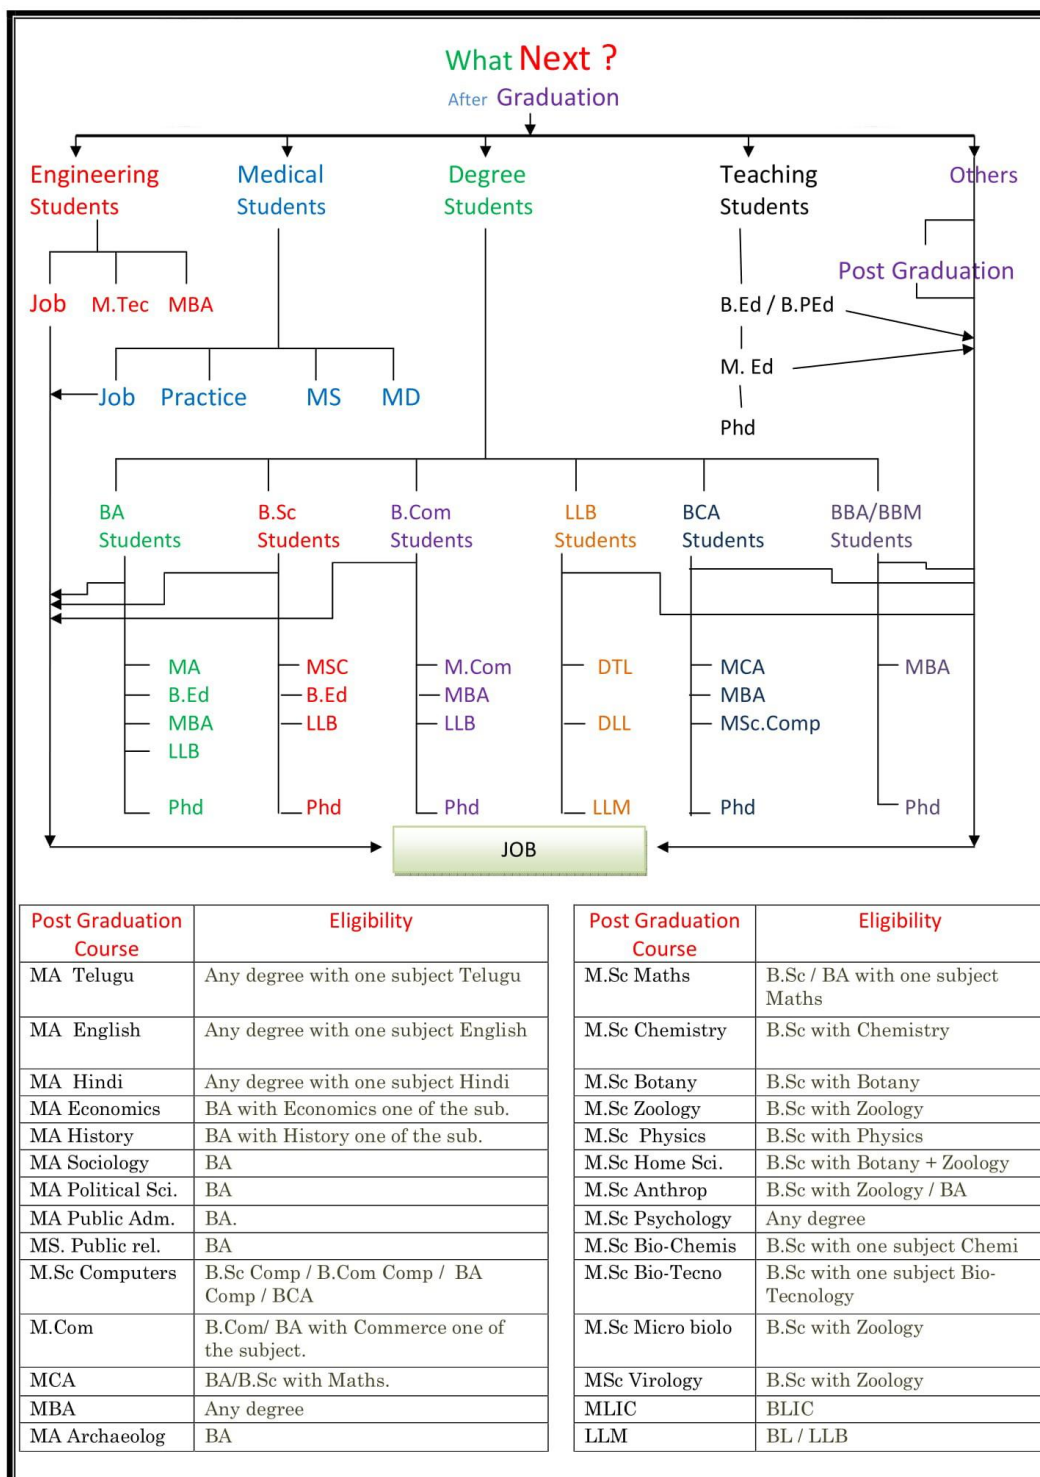 What Next ?
After Graduation
Engineering
Students
Medical
Students
Degree
Students
Teaching
Students
Others
Post Graduation
Job M.Tec MBA
B.Ed / B.PEd
M. Ed
Phd
Job Practice MS MD
BA
Students
B.Sc
Students
B.Com
Students
LLB
Students
BCA
Students
BBA/BBM
Students
MA
B.Ed
MBA
LLB
Phd
MSC
B.Ed
LLB
Phd
M.Com
MBA
LLB
Phd
DTL
DLL
LLM
MCA
MBA
MSc.Comp
Phd
MBA
Phd
JOB
Post Graduation
Course
Eligibility
MA Telugu Any degree with one subject Telugu
MA English Any degree with one subject English
MA Hindi Any degree with one subject Hindi
MA Economics BA with Economics one of the sub.
MA History BA with History one of the sub.
MA Sociology BA
MA Political Sci. BA
MA Public Adm. BA.
MS. Public rel. BA
M.Sc Computers B.Sc Comp / B.Com Comp / BA
Comp / BCA
M.Com B.Com/ BA with Commerce one of
the subject.
MCA BA/B.Sc with Maths.
MBA Any degree
MA Archaeolog BA
Post Graduation
Course
Eligibility
M.Sc Maths B.Sc / BA with one subject
Maths
M.Sc Chemistry B.Sc with Chemistry
M.Sc Botany B.Sc with Botany
M.Sc Zoology B.Sc with Zoology
M.Sc Physics B.Sc with Physics
M.Sc Home Sci. B.Sc with Botany + Zoology
M.Sc Anthrop B.Sc with Zoology / BA
M.Sc Psychology Any degree
M.Sc Bio-Chemis B.Sc with one subject Chemi
M.Sc Bio-Tecno B.Sc with one subject Bio-
Tecnology
M.Sc Micro biolo B.Sc with Zoology
MSc Virology B.Sc with Zoology
MLIC BLIC
LLM BL / LLB